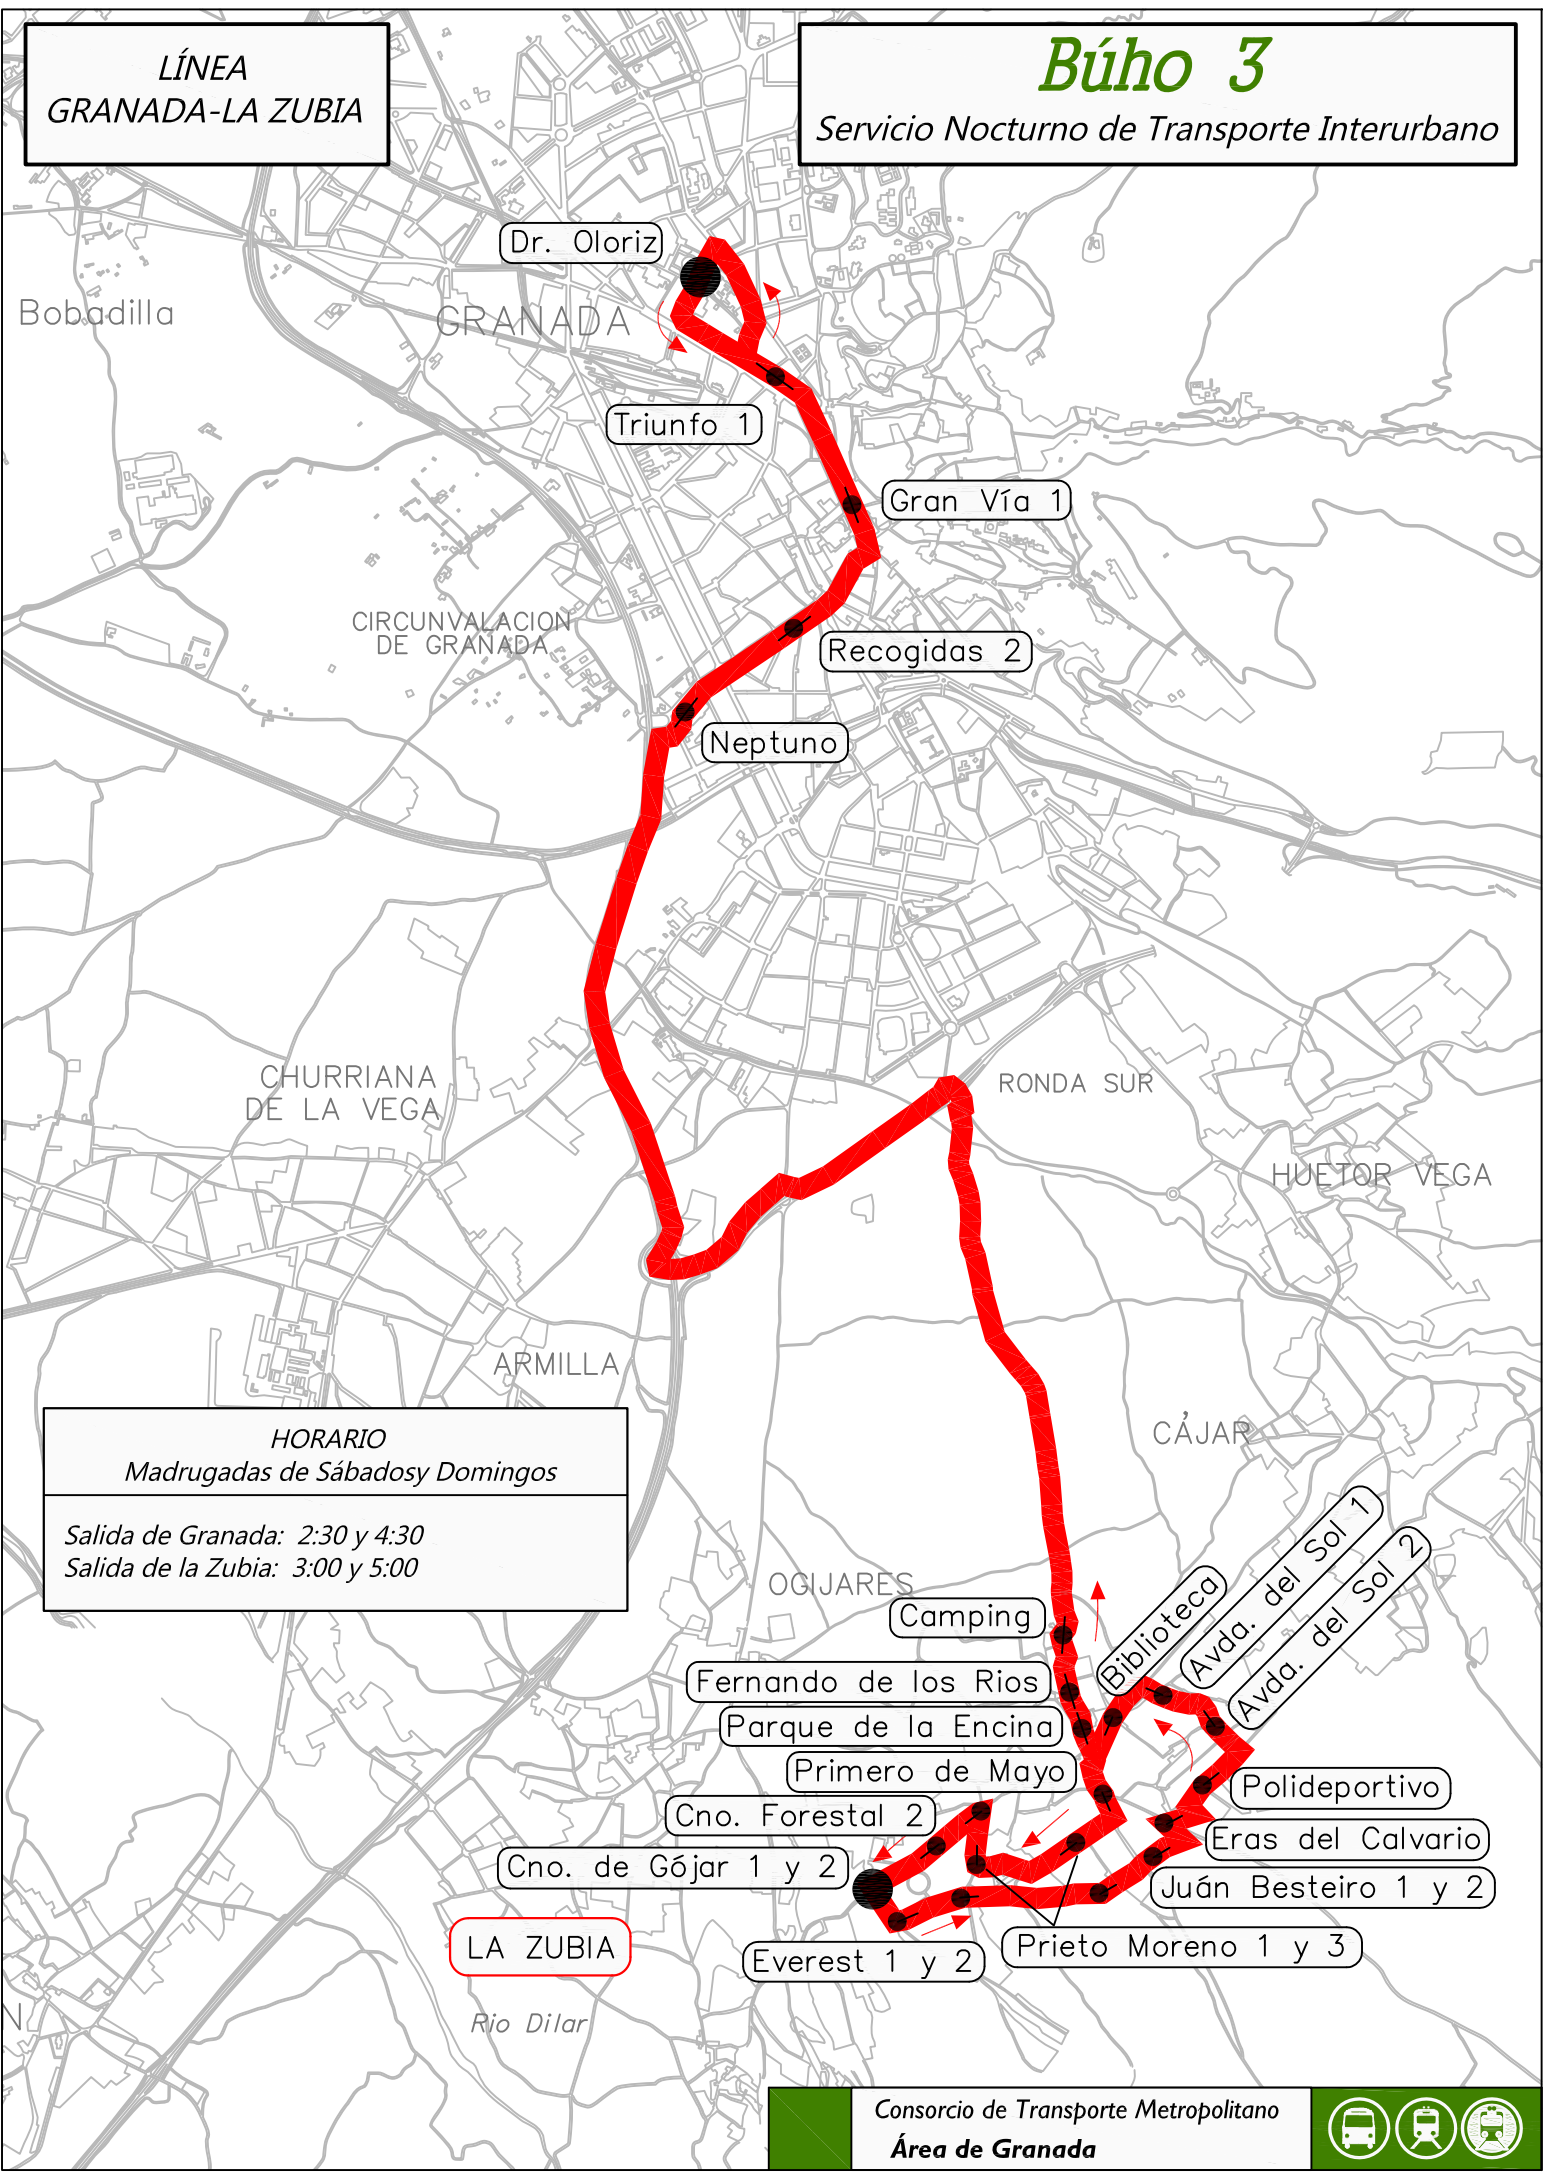 LÍNEA
GRANADA-LA ZUBIA
Búho 3
Servicio Nocturno de Transporte Interurbano
Dr. Oloriz
Bobadilla
GRANADA
Triunfo 1
Gran Vía 1
CIRCUNVALACION
DE GRANADA
Recogidas 2
Neptuno
CHURRIANA
DE LA VEGA
RONDA SUR
HUETOR VEGA
ARMILLA
CÁJAR
HORARIO
Madrugadas de Sábadosy Domingos
Salida de Granada: 2:30 y 4:30
Salida de la Zubia: 3:00 y 5:00
OGIJARES
Camping
Biblioteca
Avda. del Sol 1
Avda. del Sol 2
Fernando de los Rios
Parque de la Encina
Primero de Mayo
Polideportivo
Cno. Forestal 2
Eras del Calvario
Cno. de Gójar 1 y 2
Juán Besteiro 1 y 2
LA ZUBIA
Prieto Moreno 1 y 3
Everest 1 y 2
N
Rio Dilar
Consorcio de Transporte Metropolitano
Área de Granada